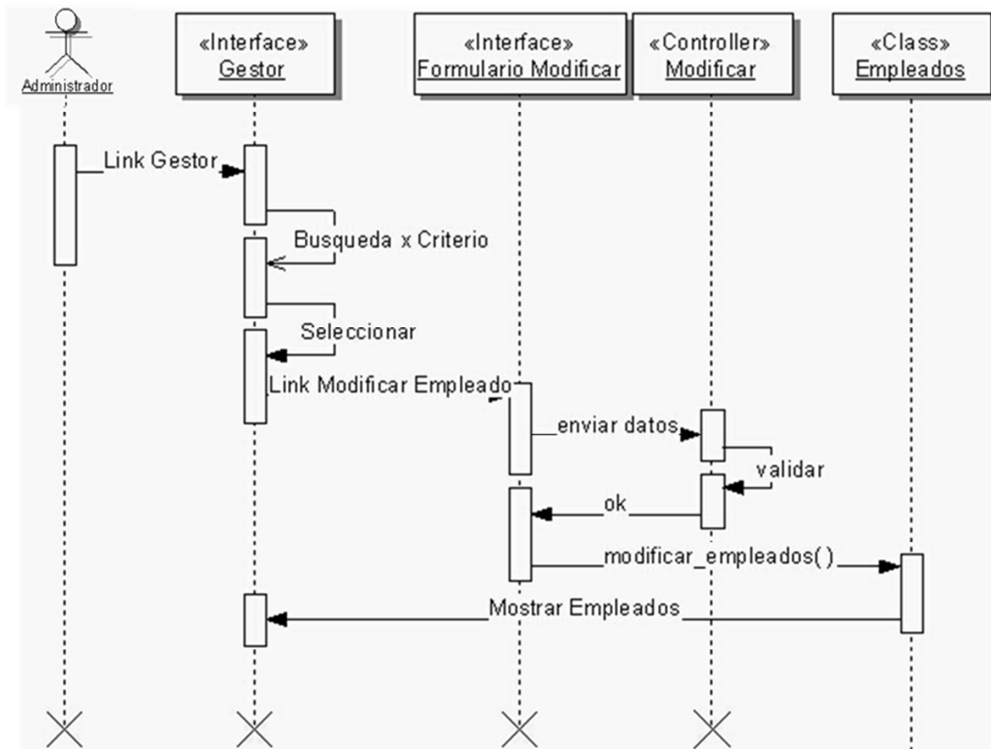 «Interface»
Gestor
«Interface»
Formulario Modificar
«Controller»
Modificar
«Class»
Empleados
Administrador
Link Gestor
Busqueda x Criterio
Seleccionar
Link Modificar Empleado
enviar datos
validar
ok
modificar_empleados( )
Mostrar Empleados